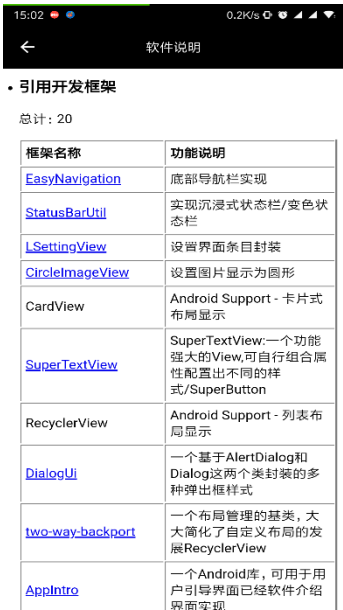 15:02 0.2K/s
软件说明
引用开发框架
总计: 20
框架名称 功能说明
EasyNavigation 底部导航栏实现
StatusBarUtil 实现沉浸式状态栏/变色状
态栏
LSettingView 设置界面条目封装
CircleImageView 设置图片显示为圆形
CardView Android Support - 卡片式
布局显示
SuperTextView SuperTextView:一个功能
强大的View,可自行组合属
性配置出不同的样
式/SuperButton
RecyclerView Android Support - 列表布
局显示
DialogUi 一个基于AlertDialog和
Dialog这两个类封装的多
种弹出框样式
two-way-backport 一个布局管理的基类，大
大简化了自定义布局的发
展RecyclerView
AppIntro 一个Android库，可用于用
户引导界面已经软件介绍
界面实现